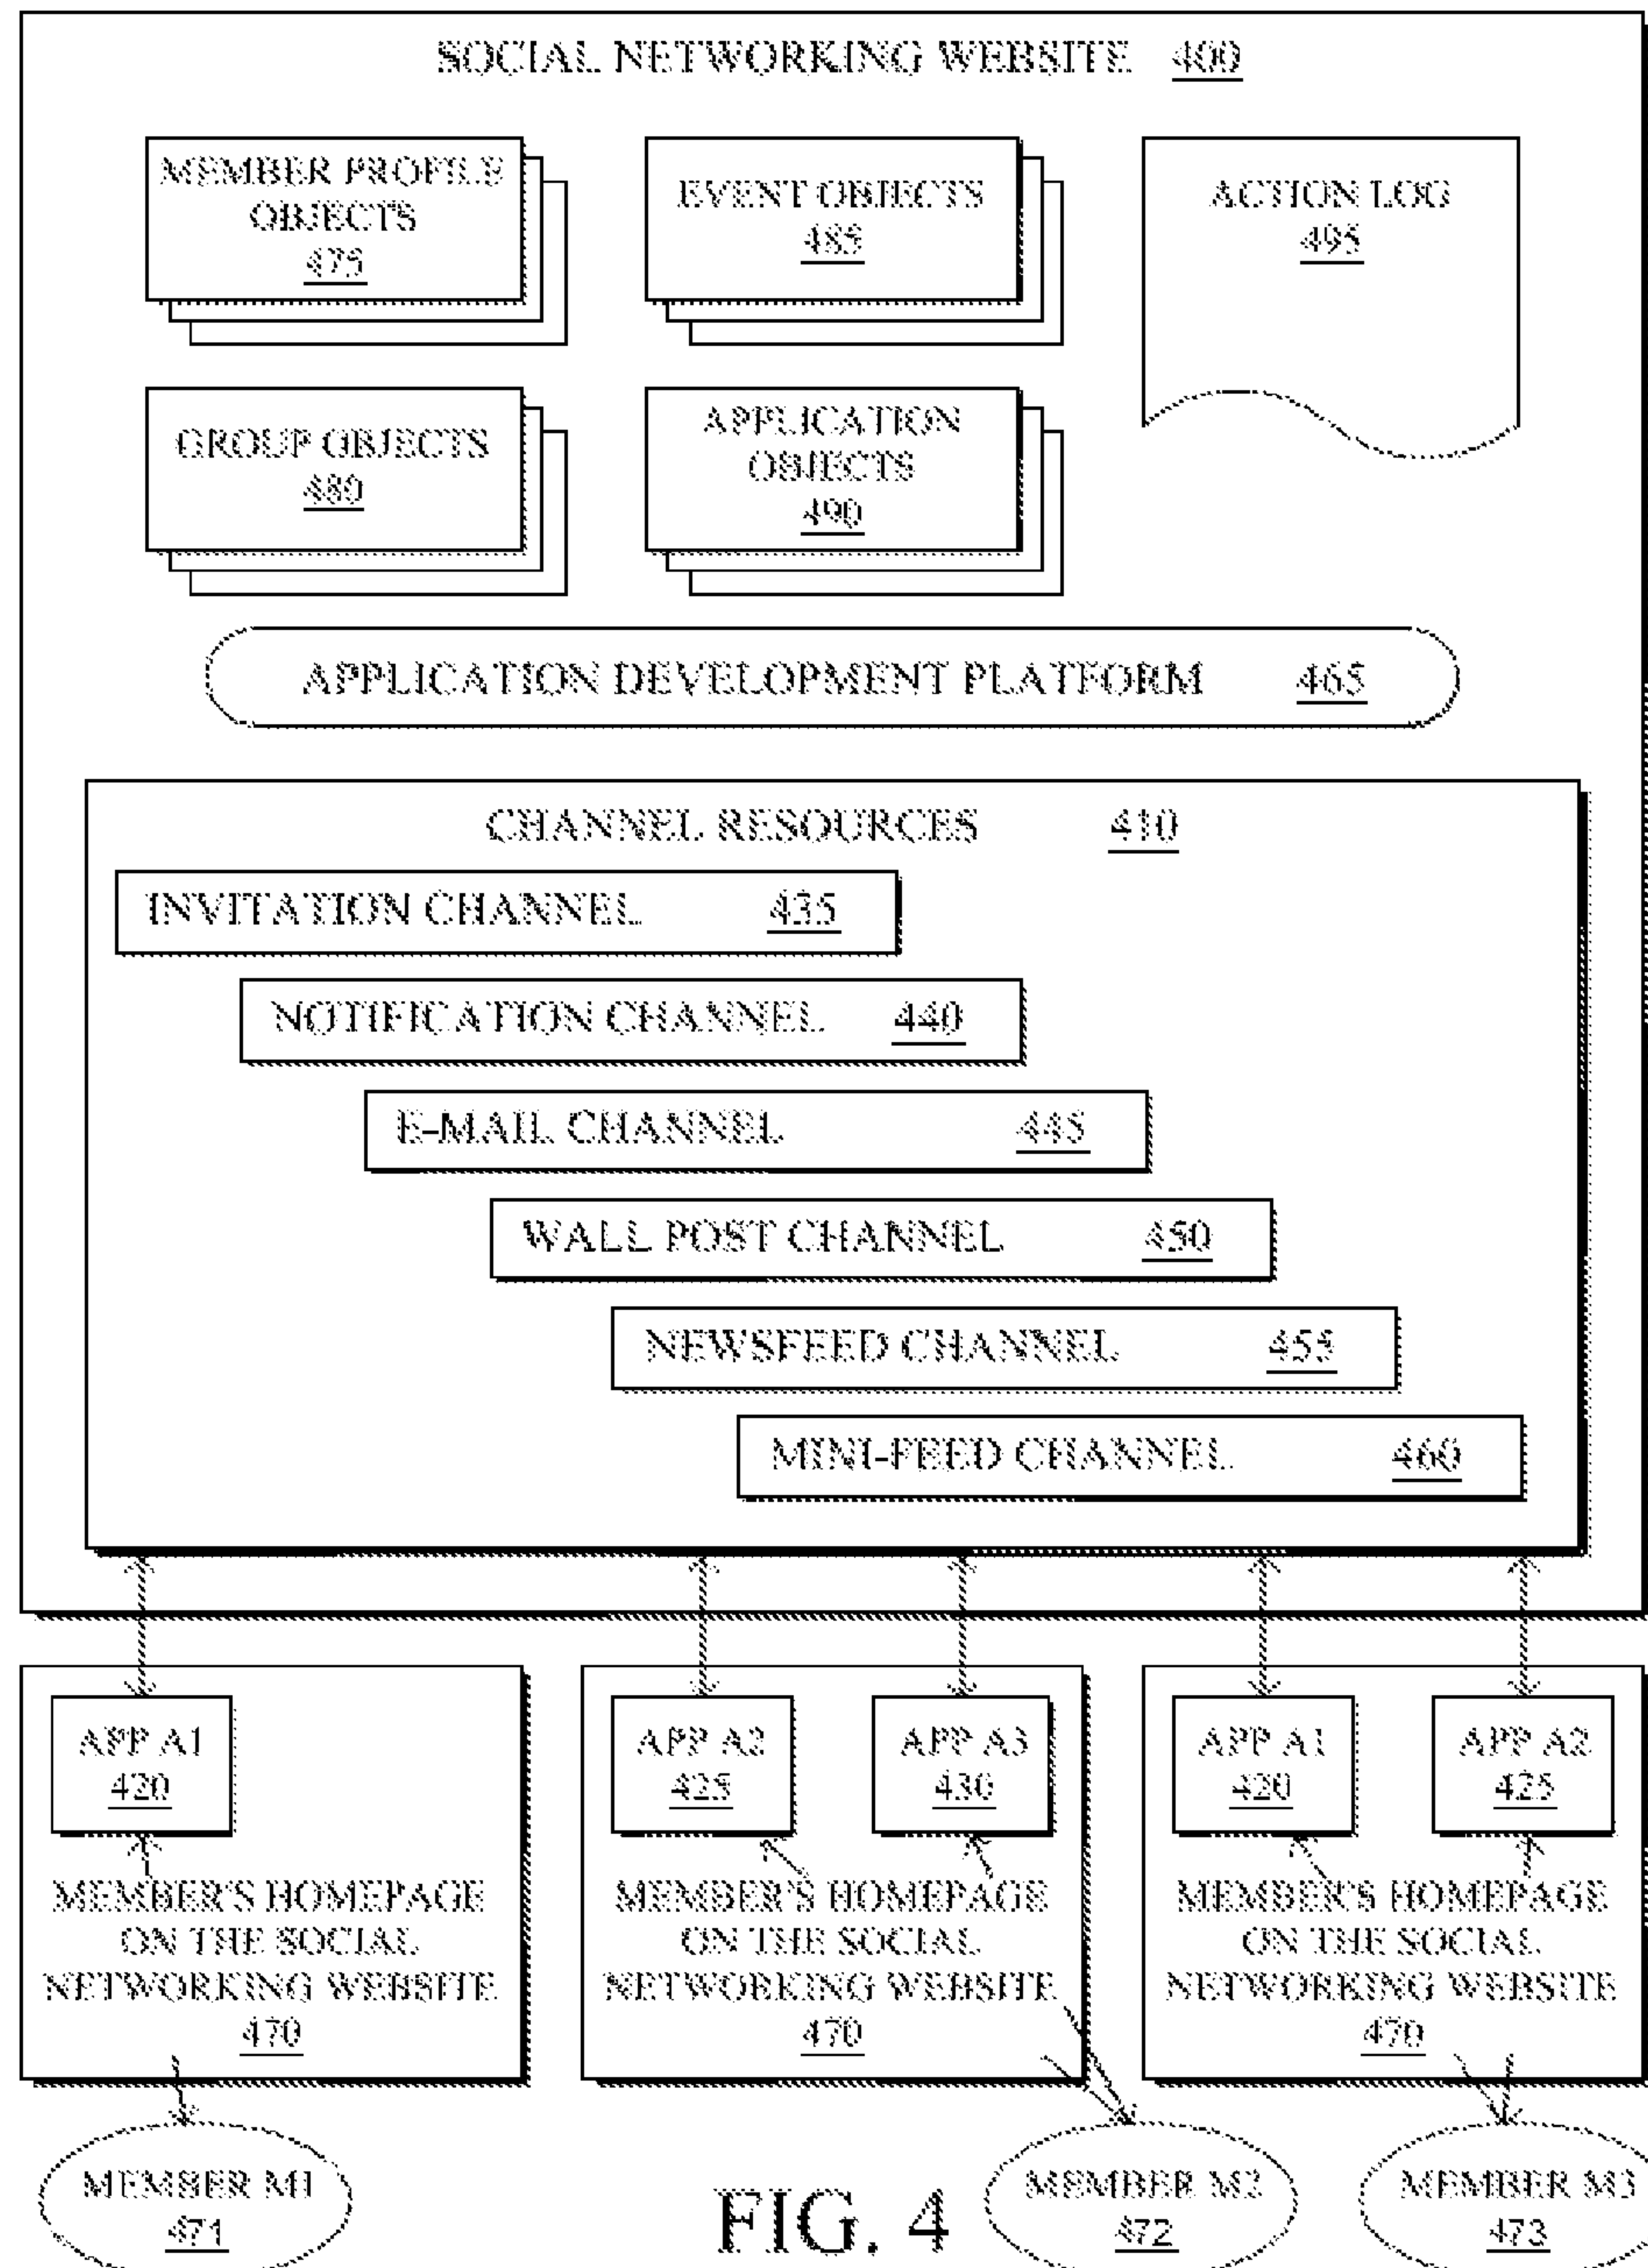 SOCIAL NETWORKING WEBSITE 400
MEMBER PROFILE
OBJECTS
475
EVENT OBJECTS
485
ACTION LOG
495
GROUP OBJECTS
480
APPLICATION
OBJECTS
490
APPLICATION DEVELOPMENT PLATFORM 465
CHANNEL RESOURCES 410
INVITATION CHANNEL 435
NOTIFICATION CHANNEL 440
E-MAIL CHANNEL 445
WALL POST CHANNEL 450
NEWSFEED CHANNEL 455
MINI-FEED CHANNEL 460
APP A1
420
MEMBER'S HOMEPAGE
ON THE SOCIAL
NETWORKING WEBSITE
470
APP A2
425
APP A3
430
MEMBER'S HOMEPAGE
ON THE SOCIAL
NETWORKING WEBSITE
470
APP A1
420
APP A2
425
MEMBER'S HOMEPAGE
ON THE SOCIAL
NETWORKING WEBSITE
470
MEMBER M1
471
FIG. 4
MEMBER M2
472
MEMBER M3
473